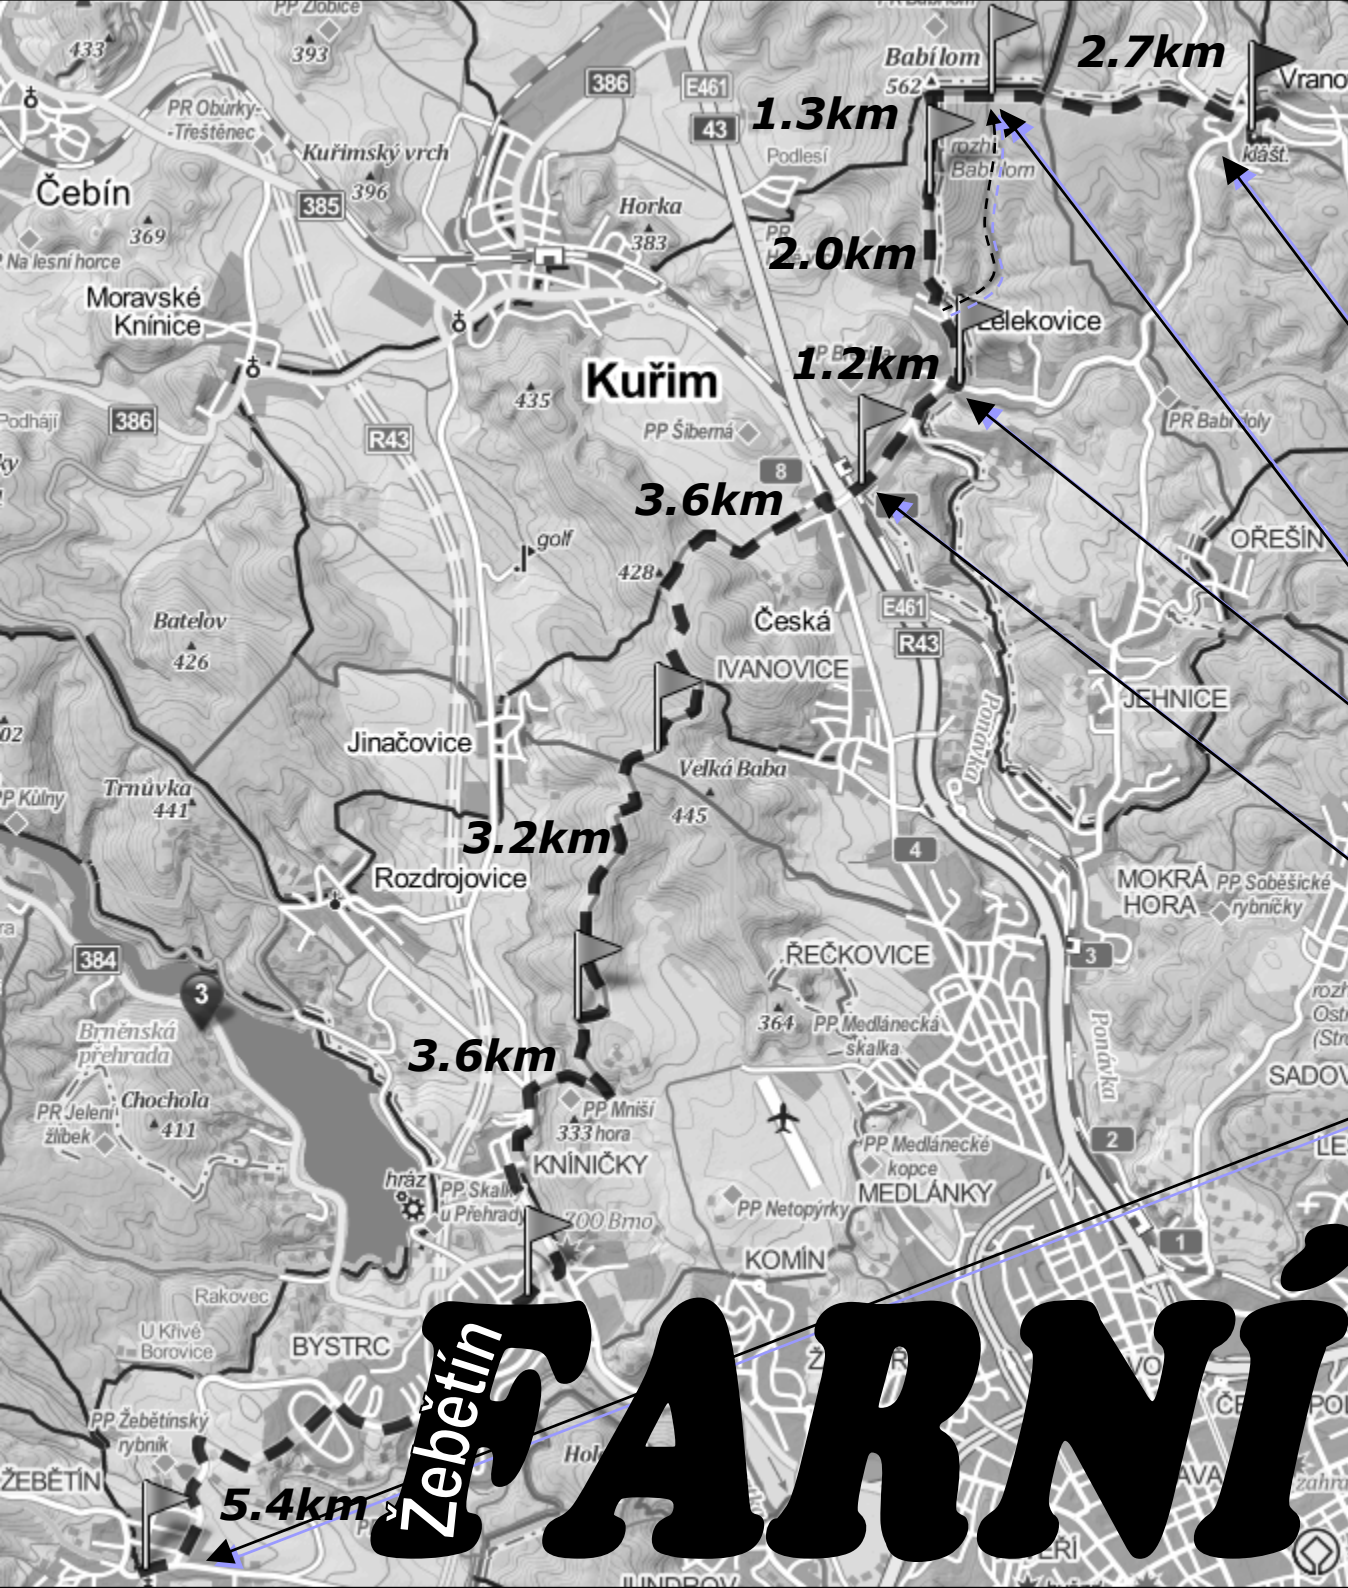 PP Zlobice
433
393
386
E461
43
Babí lom
562
2.7km
Vranov
1.3km
PR Obůrky-
-Třeštěnec
Kuřimský vrch
396
Podlesí
rozhl.
Babí lom
klášt.
Čebín
385
Horka
383
369
PP Na lesní horce
2.0km
Moravské
Knínice
Lelekovice
1.2km
Kuřim
435
PP Šiberná
386
Podhájí
R43
PR Babí doly
8
3.6km
golf
428
OŘEŠÍN
Česká
E461
R43
Batelov
426
IVANOVICE
JEHNICE
Ponávka
Jinačovice
Velká Baba
445
Trnůvka
441
PP Kůlny
3.2km
4
Rozdrojovice
MOKRÁ
HORA
PP Soběšické
rybníčky
384
3
ŘEČKOVICE
3
364
PP Medlánecká
skalka
Ponávka
Brněnská
přehrada
3.6km
SADOV
Chochola
411
PR Jelení
žlíbek
PP Mniší
hora
333
2
KNÍNIČKY
PP Medlánecké
kopce
hráz
PP Skalky
u Přehrady
MEDLÁNKY
PP Netopýrky
ZOO Brno
1
KOMÍN
Rakovec
U Křivé
Borovice
BYSTRC
PP Žebětínský
rybník
ŽEBĚTÍN
5.4km
Žebětín
FARNÍ